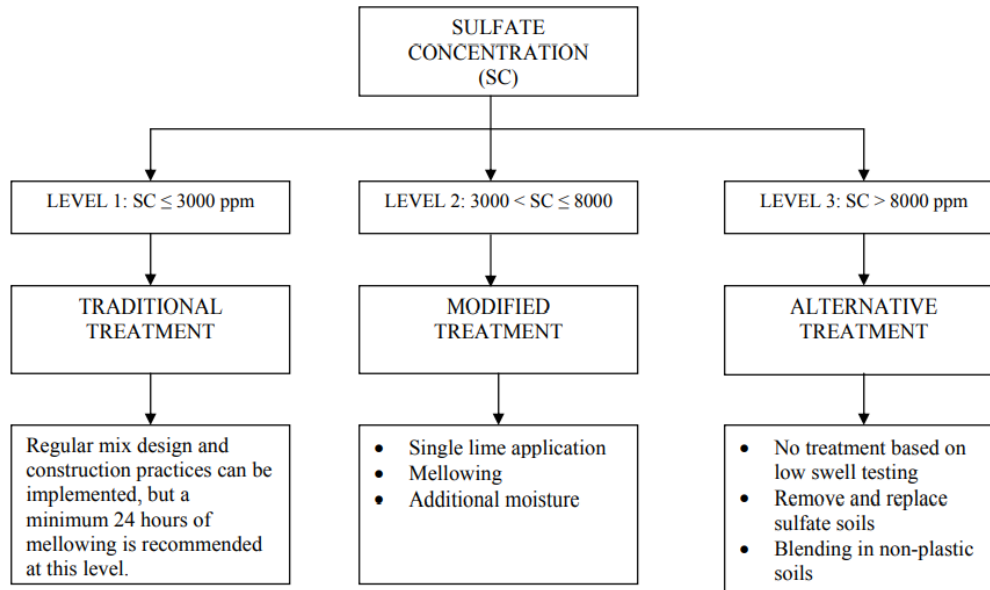 SULFATE
CONCENTRATION
(SC)
LEVEL 1: SC ≤ 3000 ppm
LEVEL 2: 3000 < SC ≤ 8000
LEVEL 3: SC > 8000 ppm
TRADITIONAL
TREATMENT
MODIFIED
TREATMENT
ALTERNATIVE
TREATMENT
Regular mix design and
construction practices can be
implemented, but a
minimum 24 hours of
mellowing is recommended
at this level.
• Single lime application
• Mellowing
• Additional moisture
• No treatment based on
low swell testing
• Remove and replace
sulfate soils
• Blending in non-plastic
soils